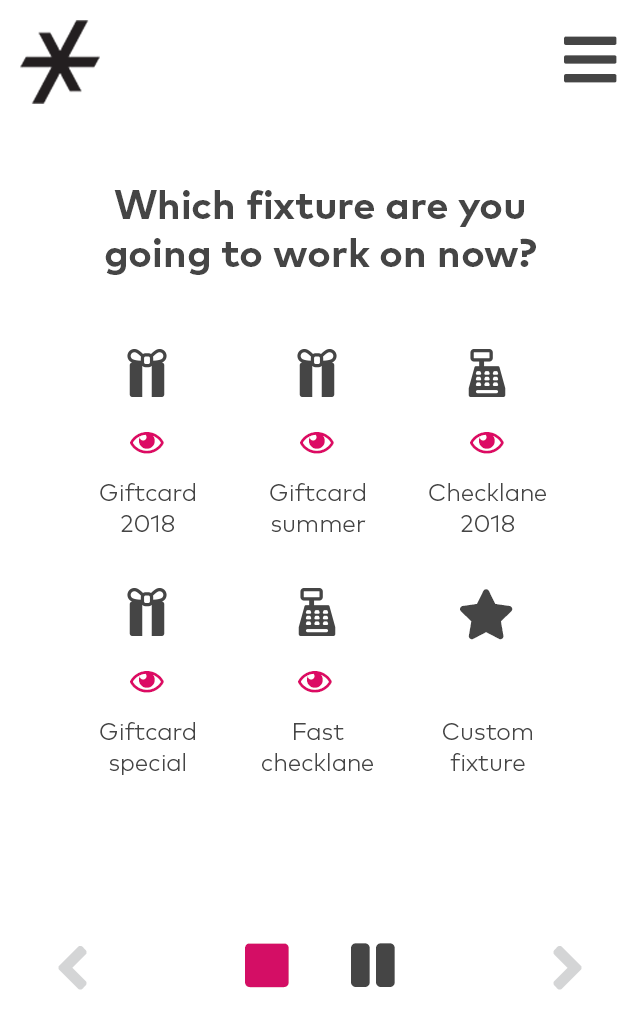 Which fixture are you
going to work on now?
Giftcard
2018
Giftcard
summer
Checklane
2018
Giftcard
special
Fast
checklane
Custom
fixture